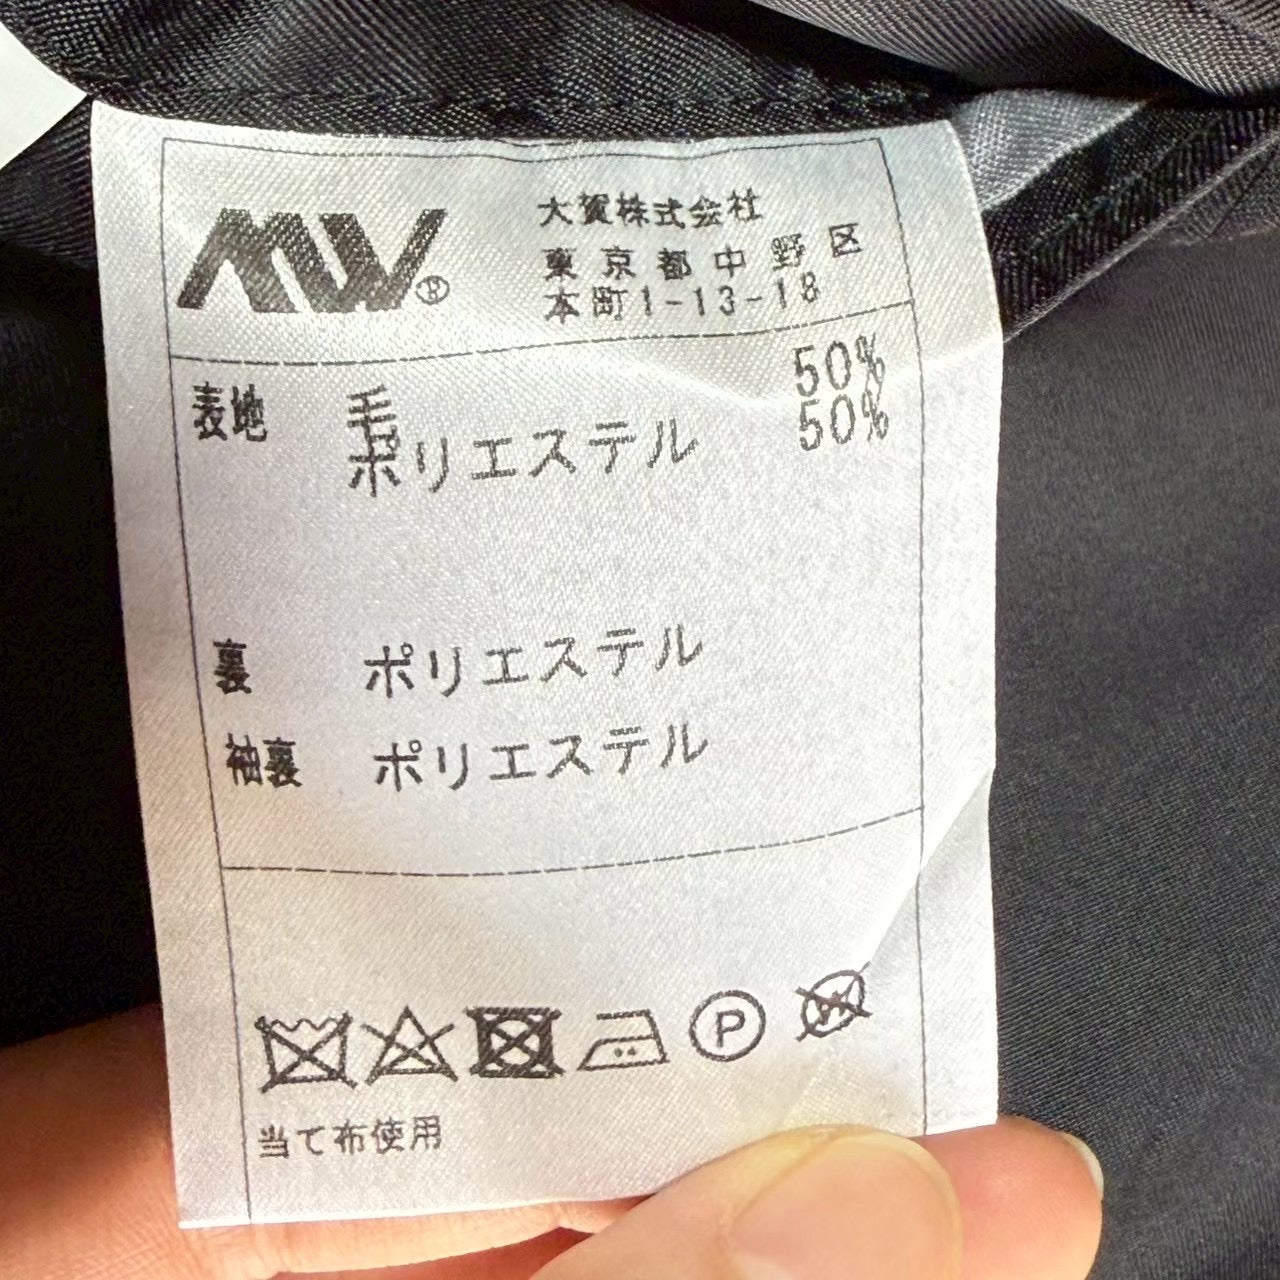 MW®
大賀株式会社
東京都中野区
本町1-13-18
表地 毛 50%
ポリエステル 50%
裏 ポリエステル
袖裏 ポリエステル
P
W
当て布使用